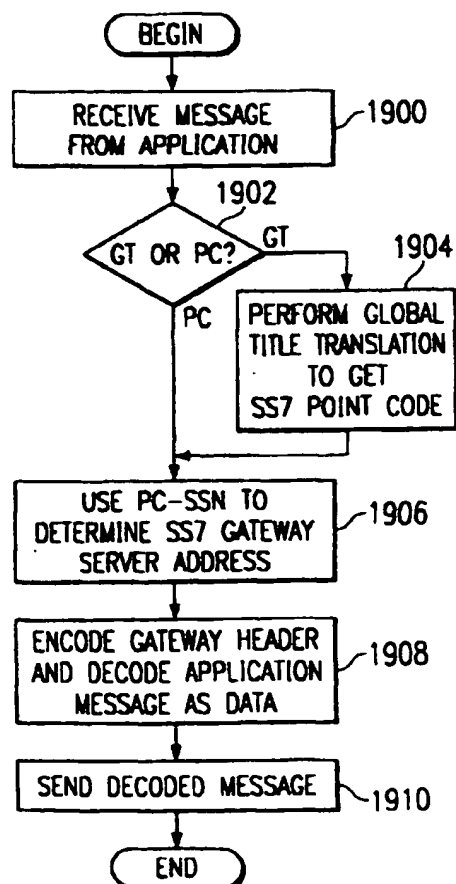 BEGIN
RECEIVE MESSAGE
FROM APPLICATION
1900
1902
GT OR PC?
GT
PC
1904
PERFORM GLOBAL
TITLE TRANSLATION
TO GET
SS7 POINT CODE
USE PC-SSN TO
DETERMINE SS7 GATEWAY
SERVER ADDRESS
1906
ENCODE GATEWAY HEADER
AND DECODE APPLICATION
MESSAGE AS DATA
1908
SEND DECODED MESSAGE
1910
END